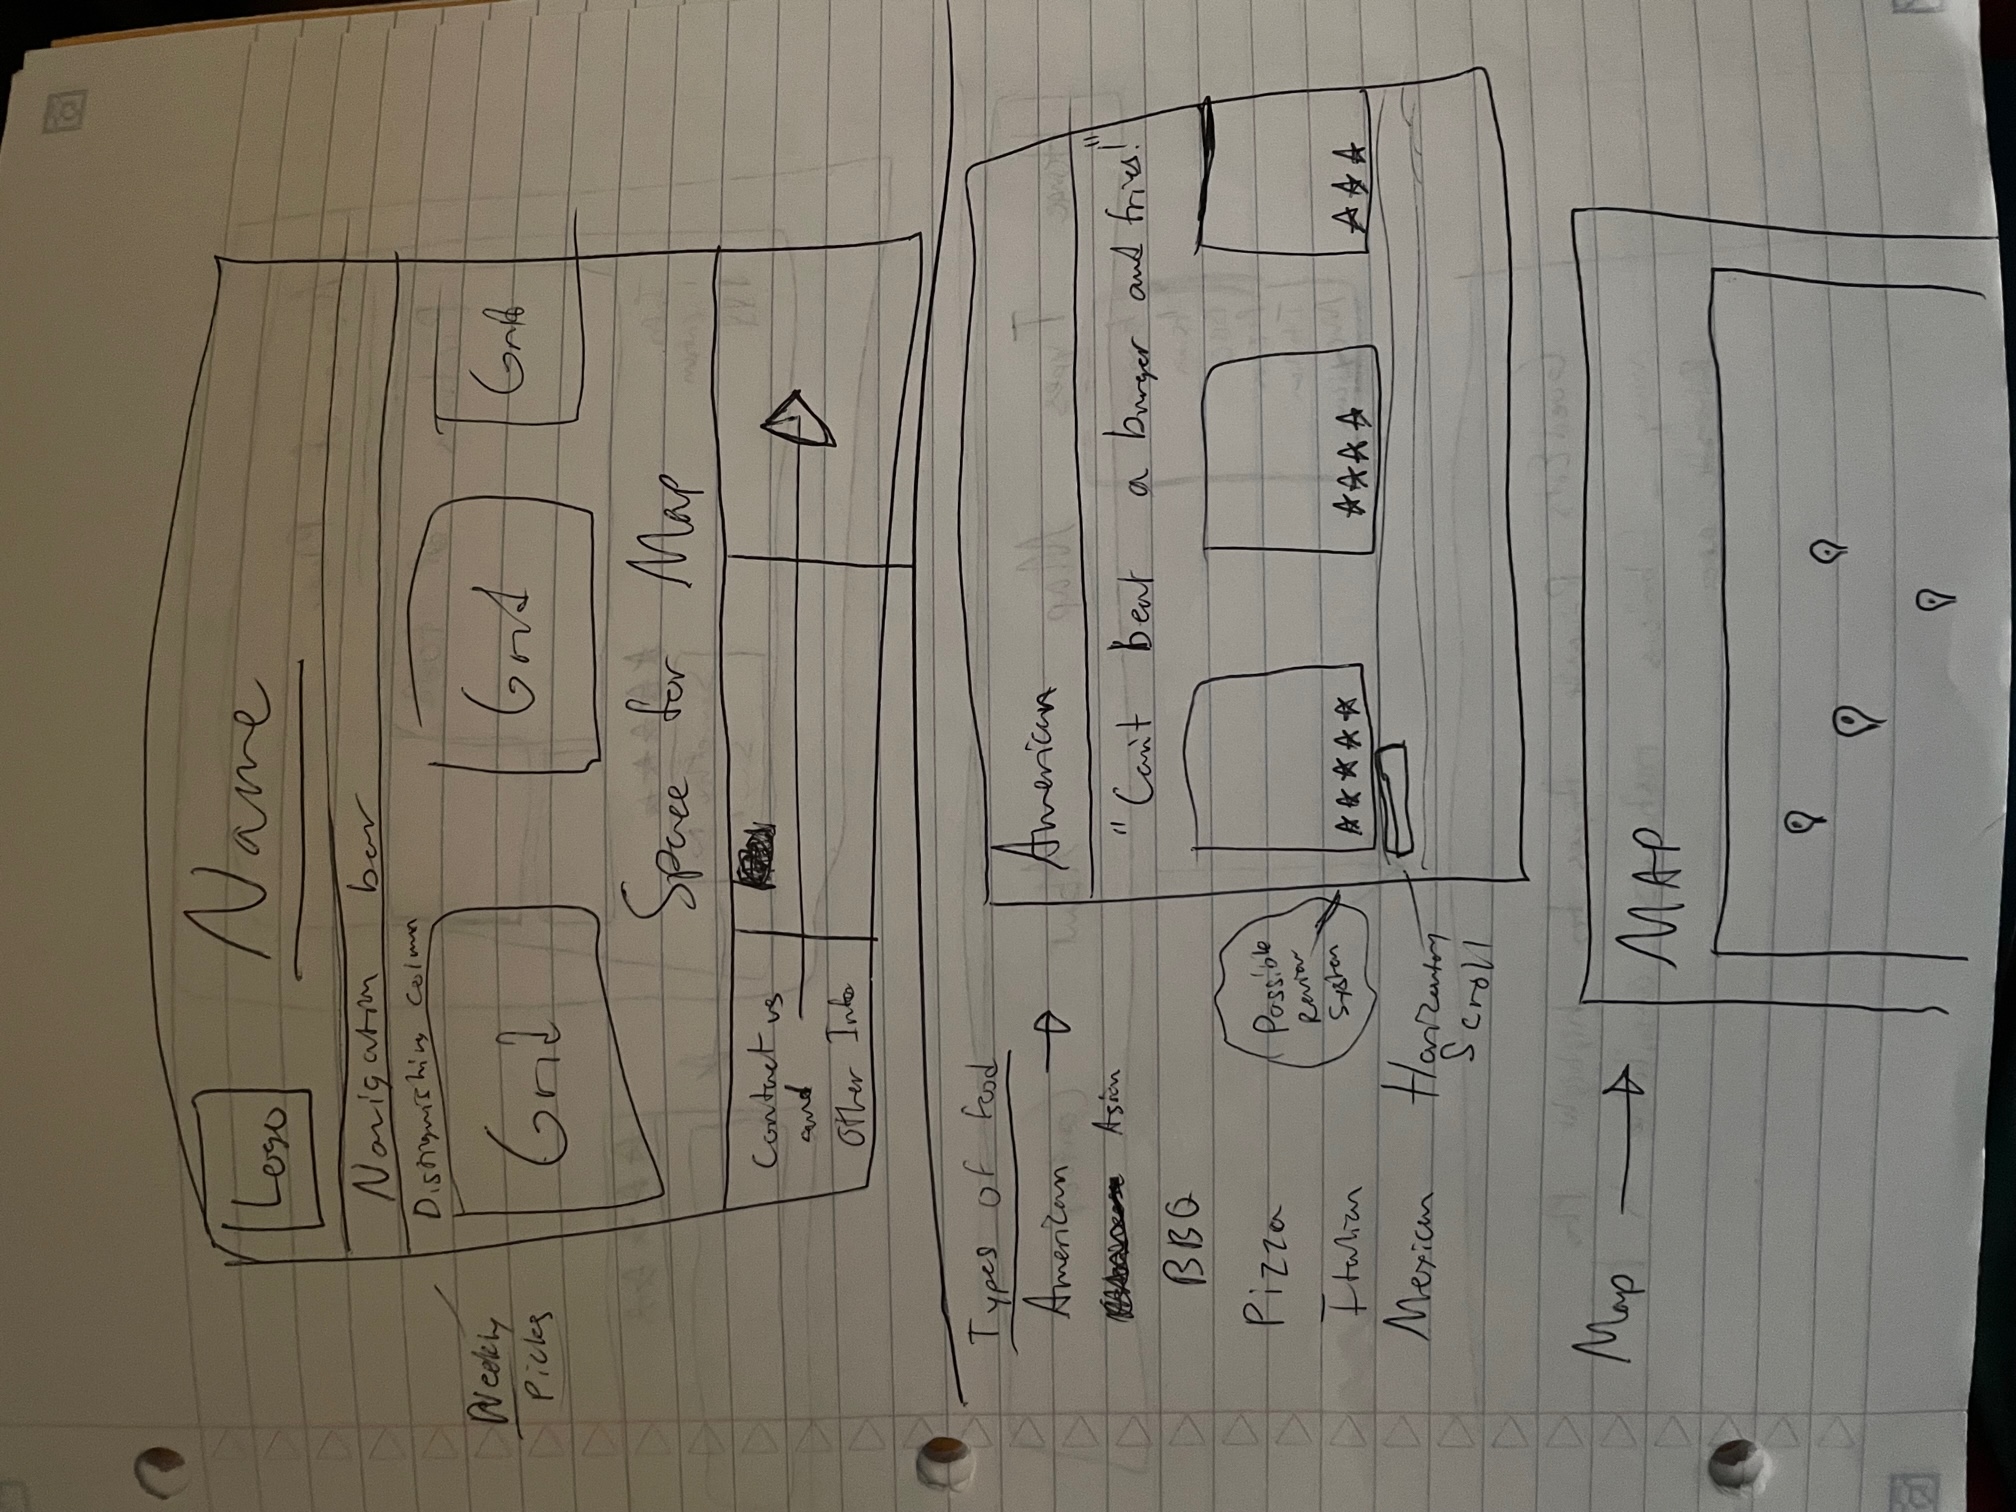 Logo
Name
Navigation bar
Distinguishing Column
Weekly
Picks
Grid
Grid
Grid
Space for Map
Contact us
and
Other Info
Types of food
American
Asian
BBQ
Pizza
Italian
Mexican
American
"Can't beat a burger and fries!"
Possible
Review
System
Horizontal
Scroll
Map
MAP